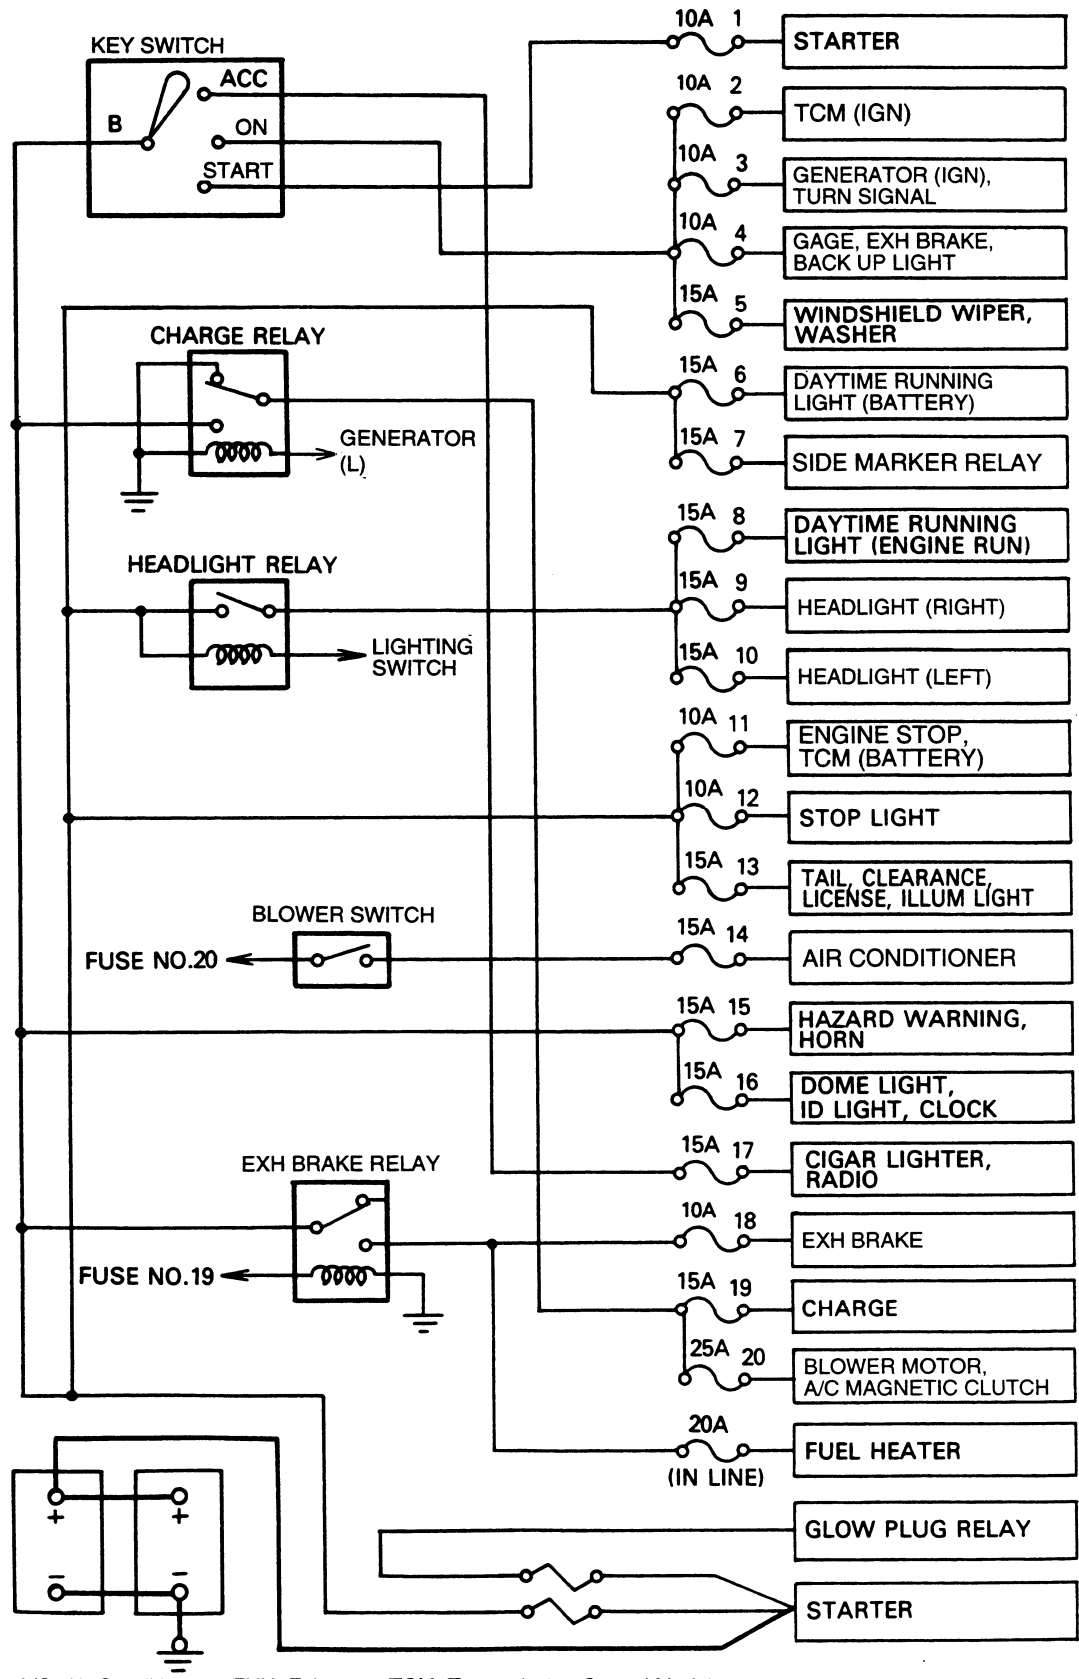 KEY SWITCH
ACC
B
ON
START
10A 1
STARTER
10A 2
TCM (IGN)
10A 3
GENERATOR (IGN),
TURN SIGNAL
10A 4
GAGE, EXH BRAKE,
BACK UP LIGHT
15A 5
WINDSHIELD WIPER,
WASHER
CHARGE RELAY
GENERATOR
(L)
15A 6
DAYTIME RUNNING
LIGHT (BATTERY)
15A 7
SIDE MARKER RELAY
15A 8
DAYTIME RUNNING
LIGHT (ENGINE RUN)
HEADLIGHT RELAY
LIGHTING
SWITCH
15A 9
HEADLIGHT (RIGHT)
15A 10
HEADLIGHT (LEFT)
10A 11
ENGINE STOP,
TCM (BATTERY)
10A 12
STOP LIGHT
15A 13
TAIL, CLEARANCE,
LICENSE, ILLUM LIGHT
BLOWER SWITCH
FUSE NO.20
15A 14
AIR CONDITIONER
15A 15
HAZARD WARNING,
HORN
15A 16
DOME LIGHT,
ID LIGHT, CLOCK
EXH BRAKE RELAY
FUSE NO.19
15A 17
CIGAR LIGHTER,
RADIO
10A 18
EXH BRAKE
15A 19
CHARGE
25A 20
BLOWER MOTOR,
A/C MAGNETIC CLUTCH
20A
(IN LINE)
FUEL HEATER
+ +
− −
GLOW PLUG RELAY
STARTER